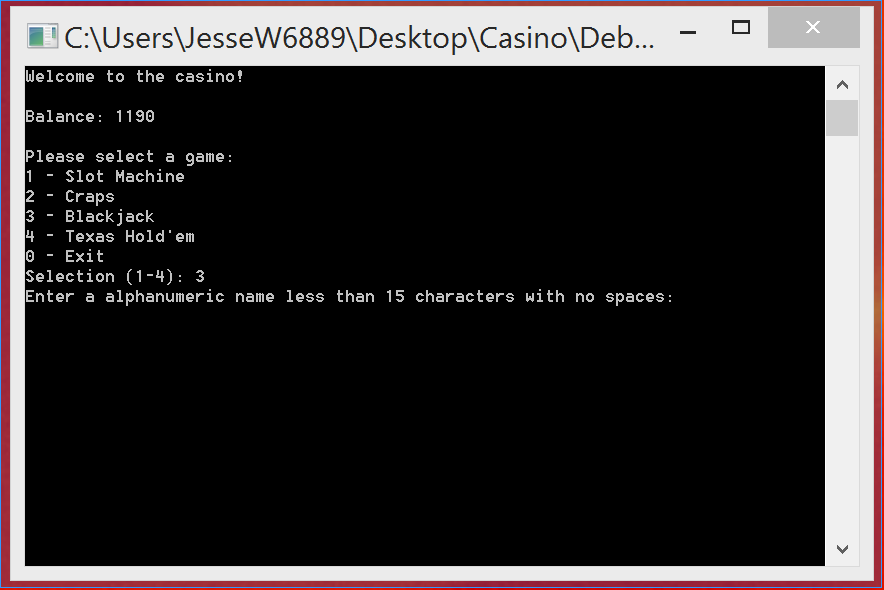 C:\Users\JesseW6889\Desktop\Casino\Deb...
Welcome to the casino!
Balance: 1190
Please select a game:
1 - Slot Machine
2 - Craps
3 - Blackjack
4 - Texas Hold'em
0 - Exit
Selection (1-4): 3
Enter a alphanumeric name less than 15 characters with no spaces: